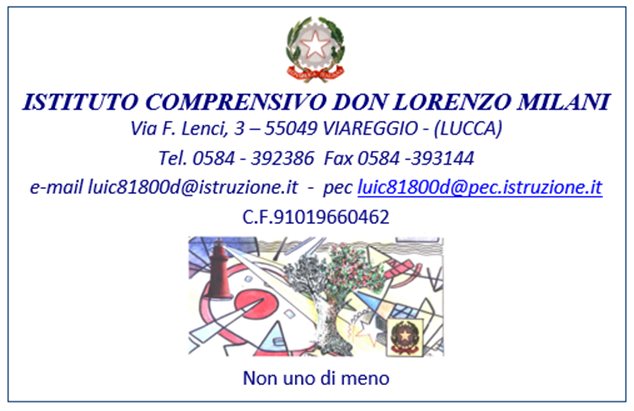 ISTITUTO COMPRENSIVO DON LORENZO MILANI
Via F. Lenci, 3 – 55049 VIAREGGIO - (LUCCA)
Tel. 0584 - 392386 Fax 0584 -393144
e-mail luic81800d@istruzione.it - pec luic81800d@pec.istruzione.it
C.F.91019660462
Non uno di meno